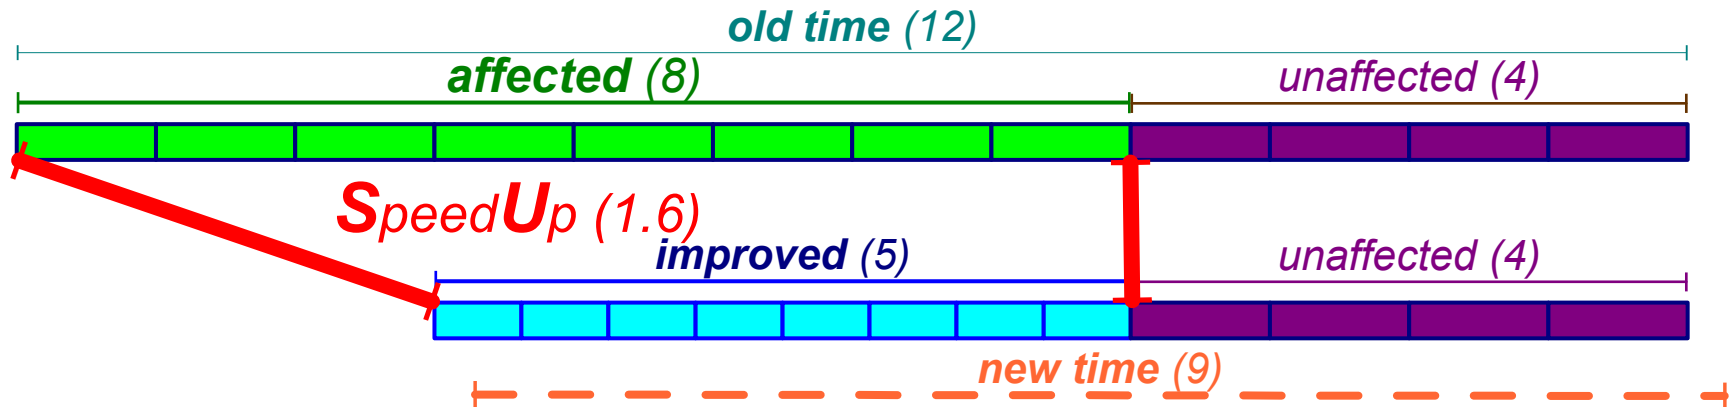 old time (12)
affected (8)
unaffected (4)
SpeedUp (1.6)
improved (5)
unaffected (4)
new time (9)